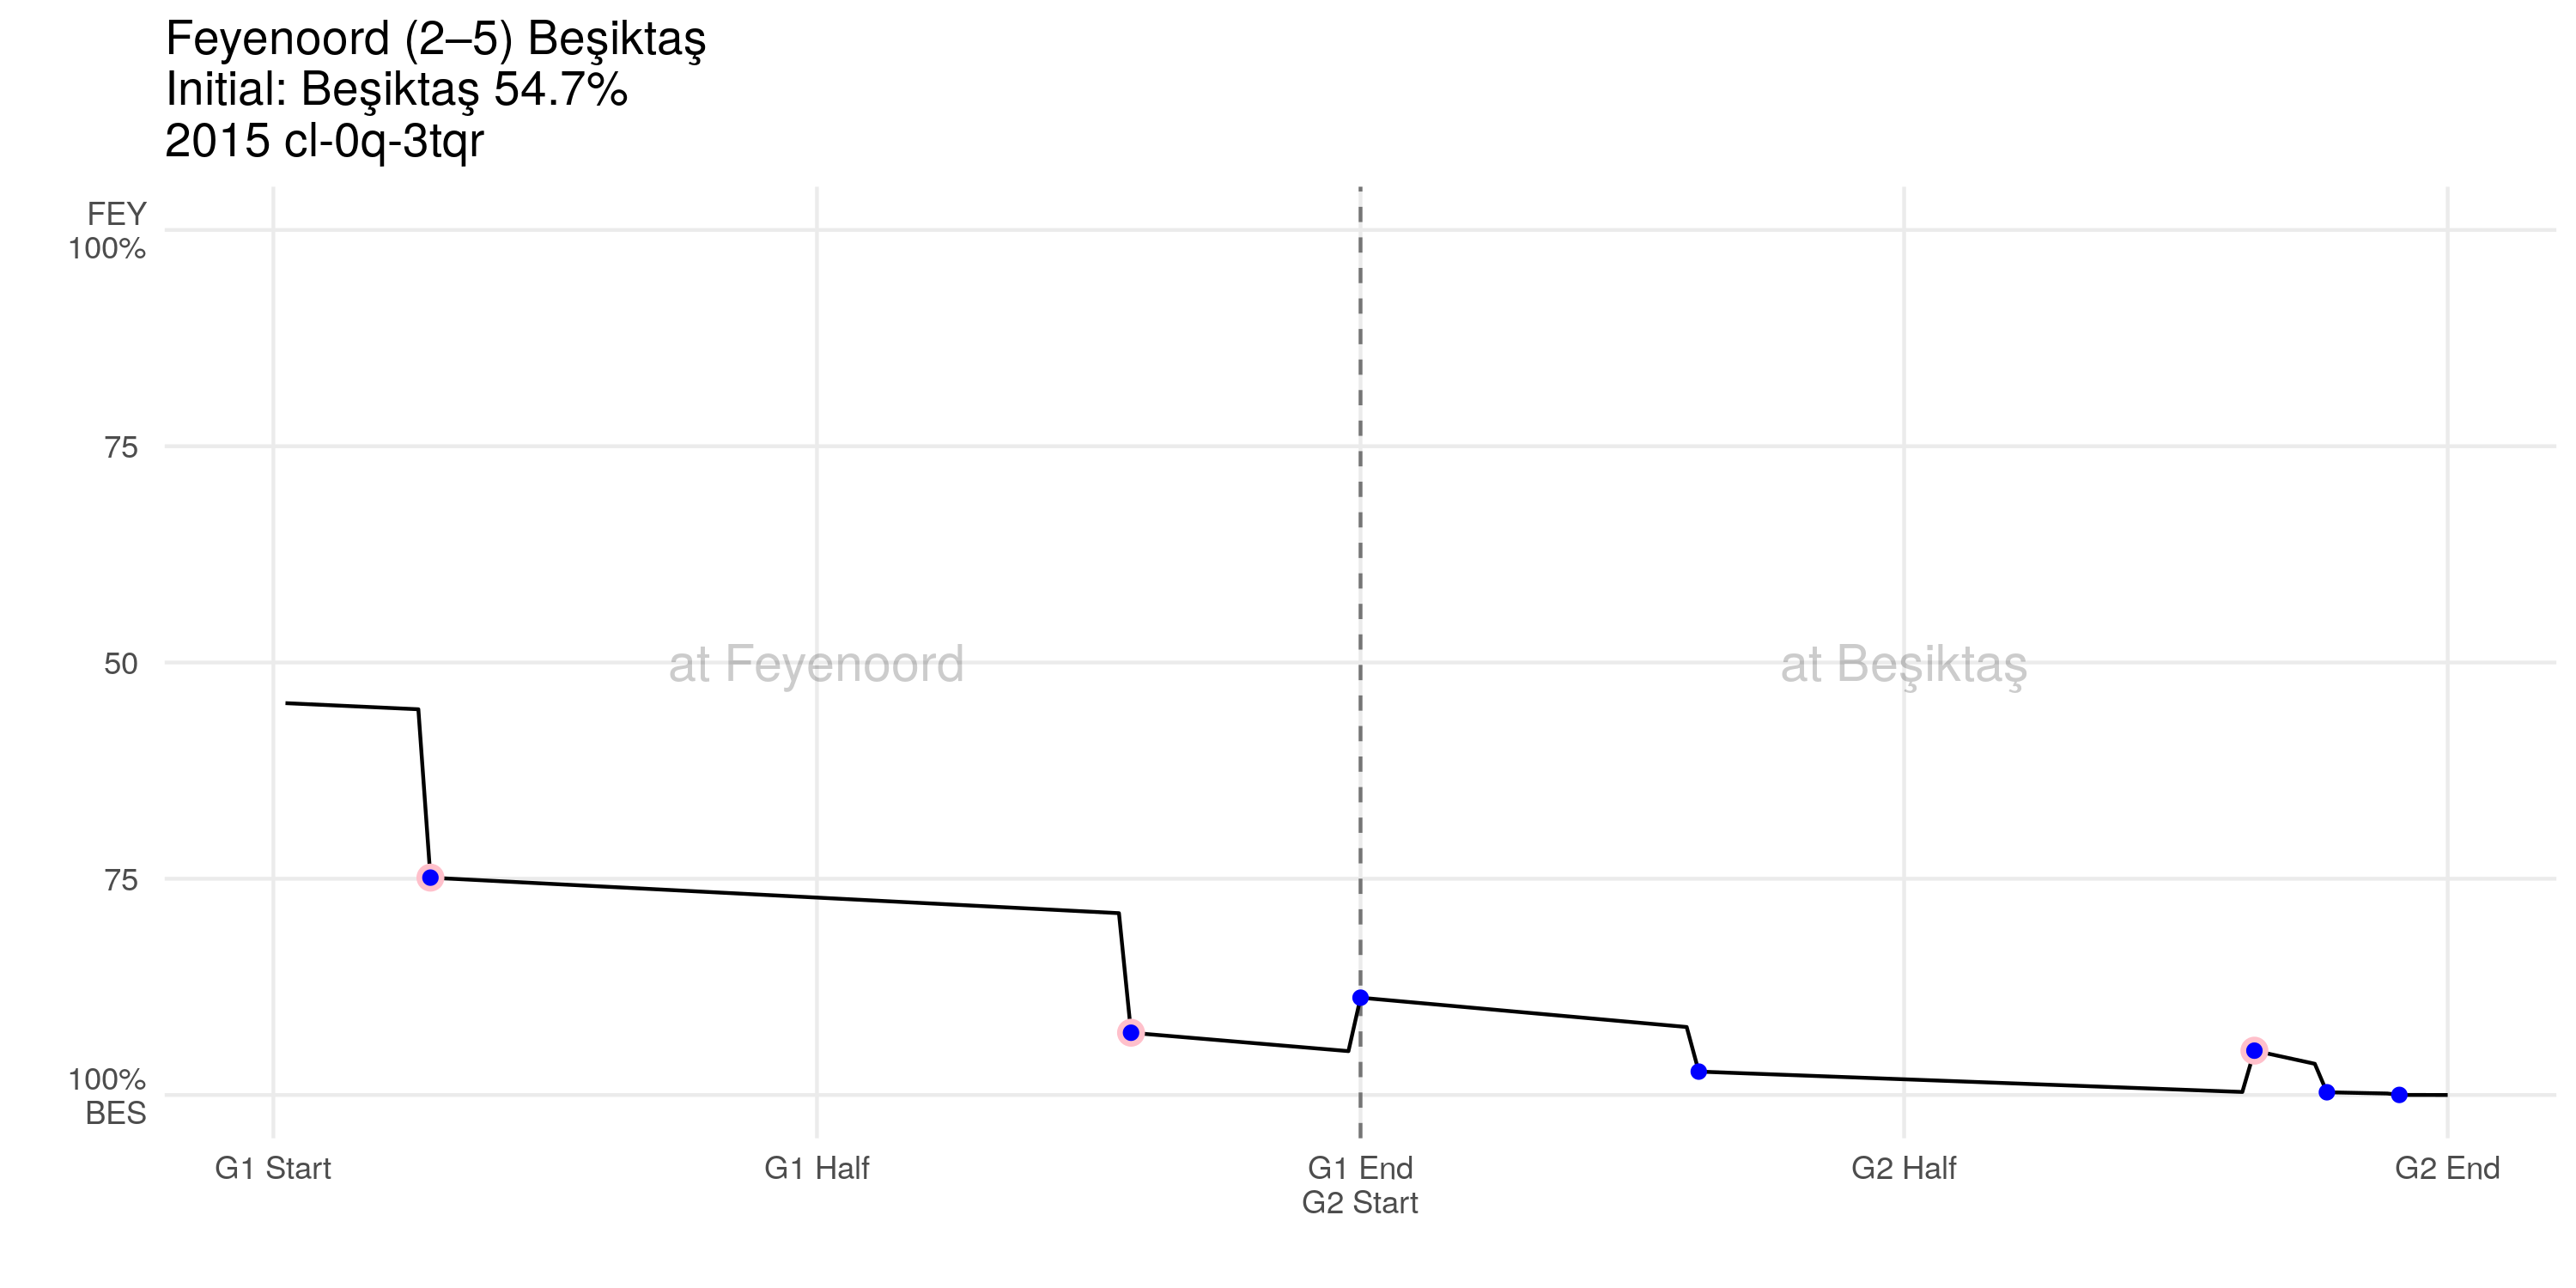 Feyenoord (2–5) Beşiktaş
Initial: Beşiktaş 54.7%
2015 cl-0q-3tqr
FEY
100%
75
50
75
100%
BES
at Feyenoord
at Beşiktaş
G1 Start
G1 Half
G1 End
G2 Start
G2 Half
G2 End